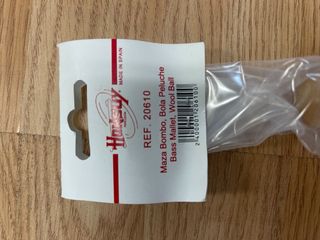 Honsuy
MADE IN SPAIN
REF. 20610
Maza Bombo, Bola Peluche
Bass Mallet, Wool Ball